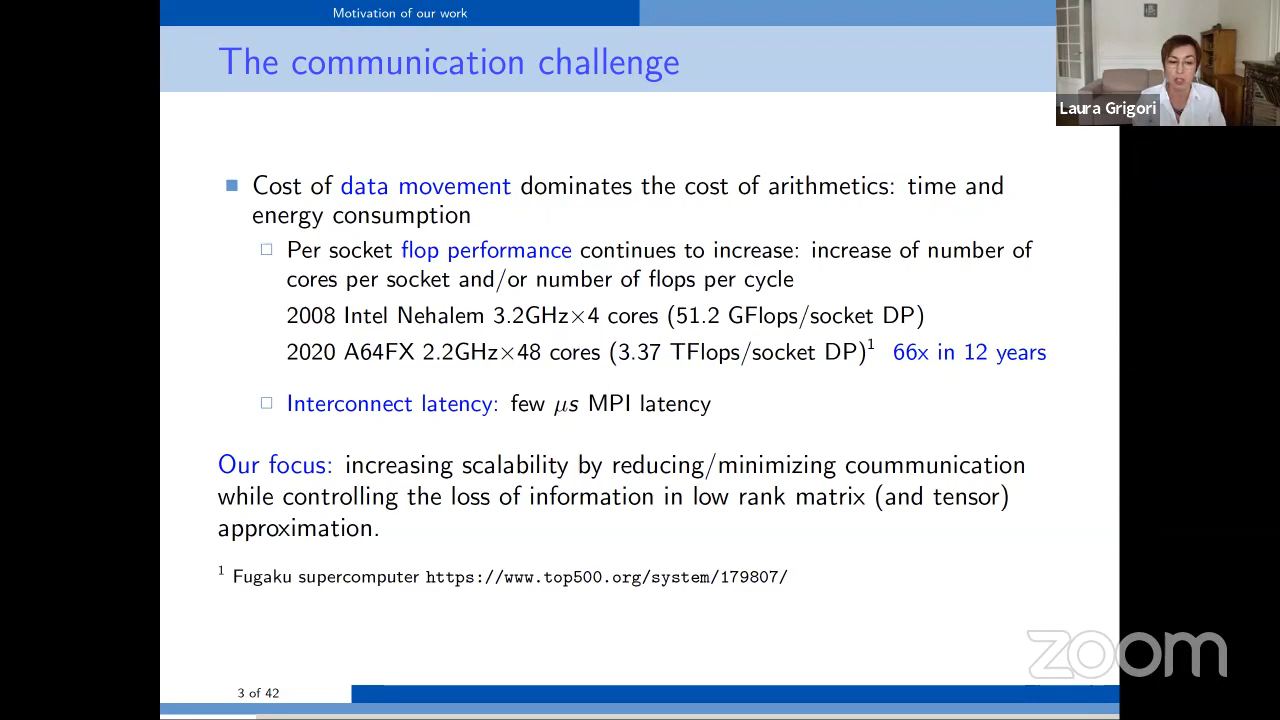 Motivation of our work
The communication challenge
Laura Grigori
Cost of data movement dominates the cost of arithmetics: time and
energy consumption
Per socket flop performance continues to increase: increase of number of
cores per socket and/or number of flops per cycle
2008 Intel Nehalem 3.2GHz×4 cores (51.2 GFlops/socket DP)
2020 A64FX 2.2GHz×48 cores (3.37 TFlops/socket DP)¹ 66x in 12 years
Interconnect latency: few μs MPI latency
Our focus: increasing scalability by reducing/minimizing coummunication
while controlling the loss of information in low rank matrix (and tensor)
approximation.
¹ Fugaku supercomputer https://www.top500.org/system/179807/
zoom
3 of 42